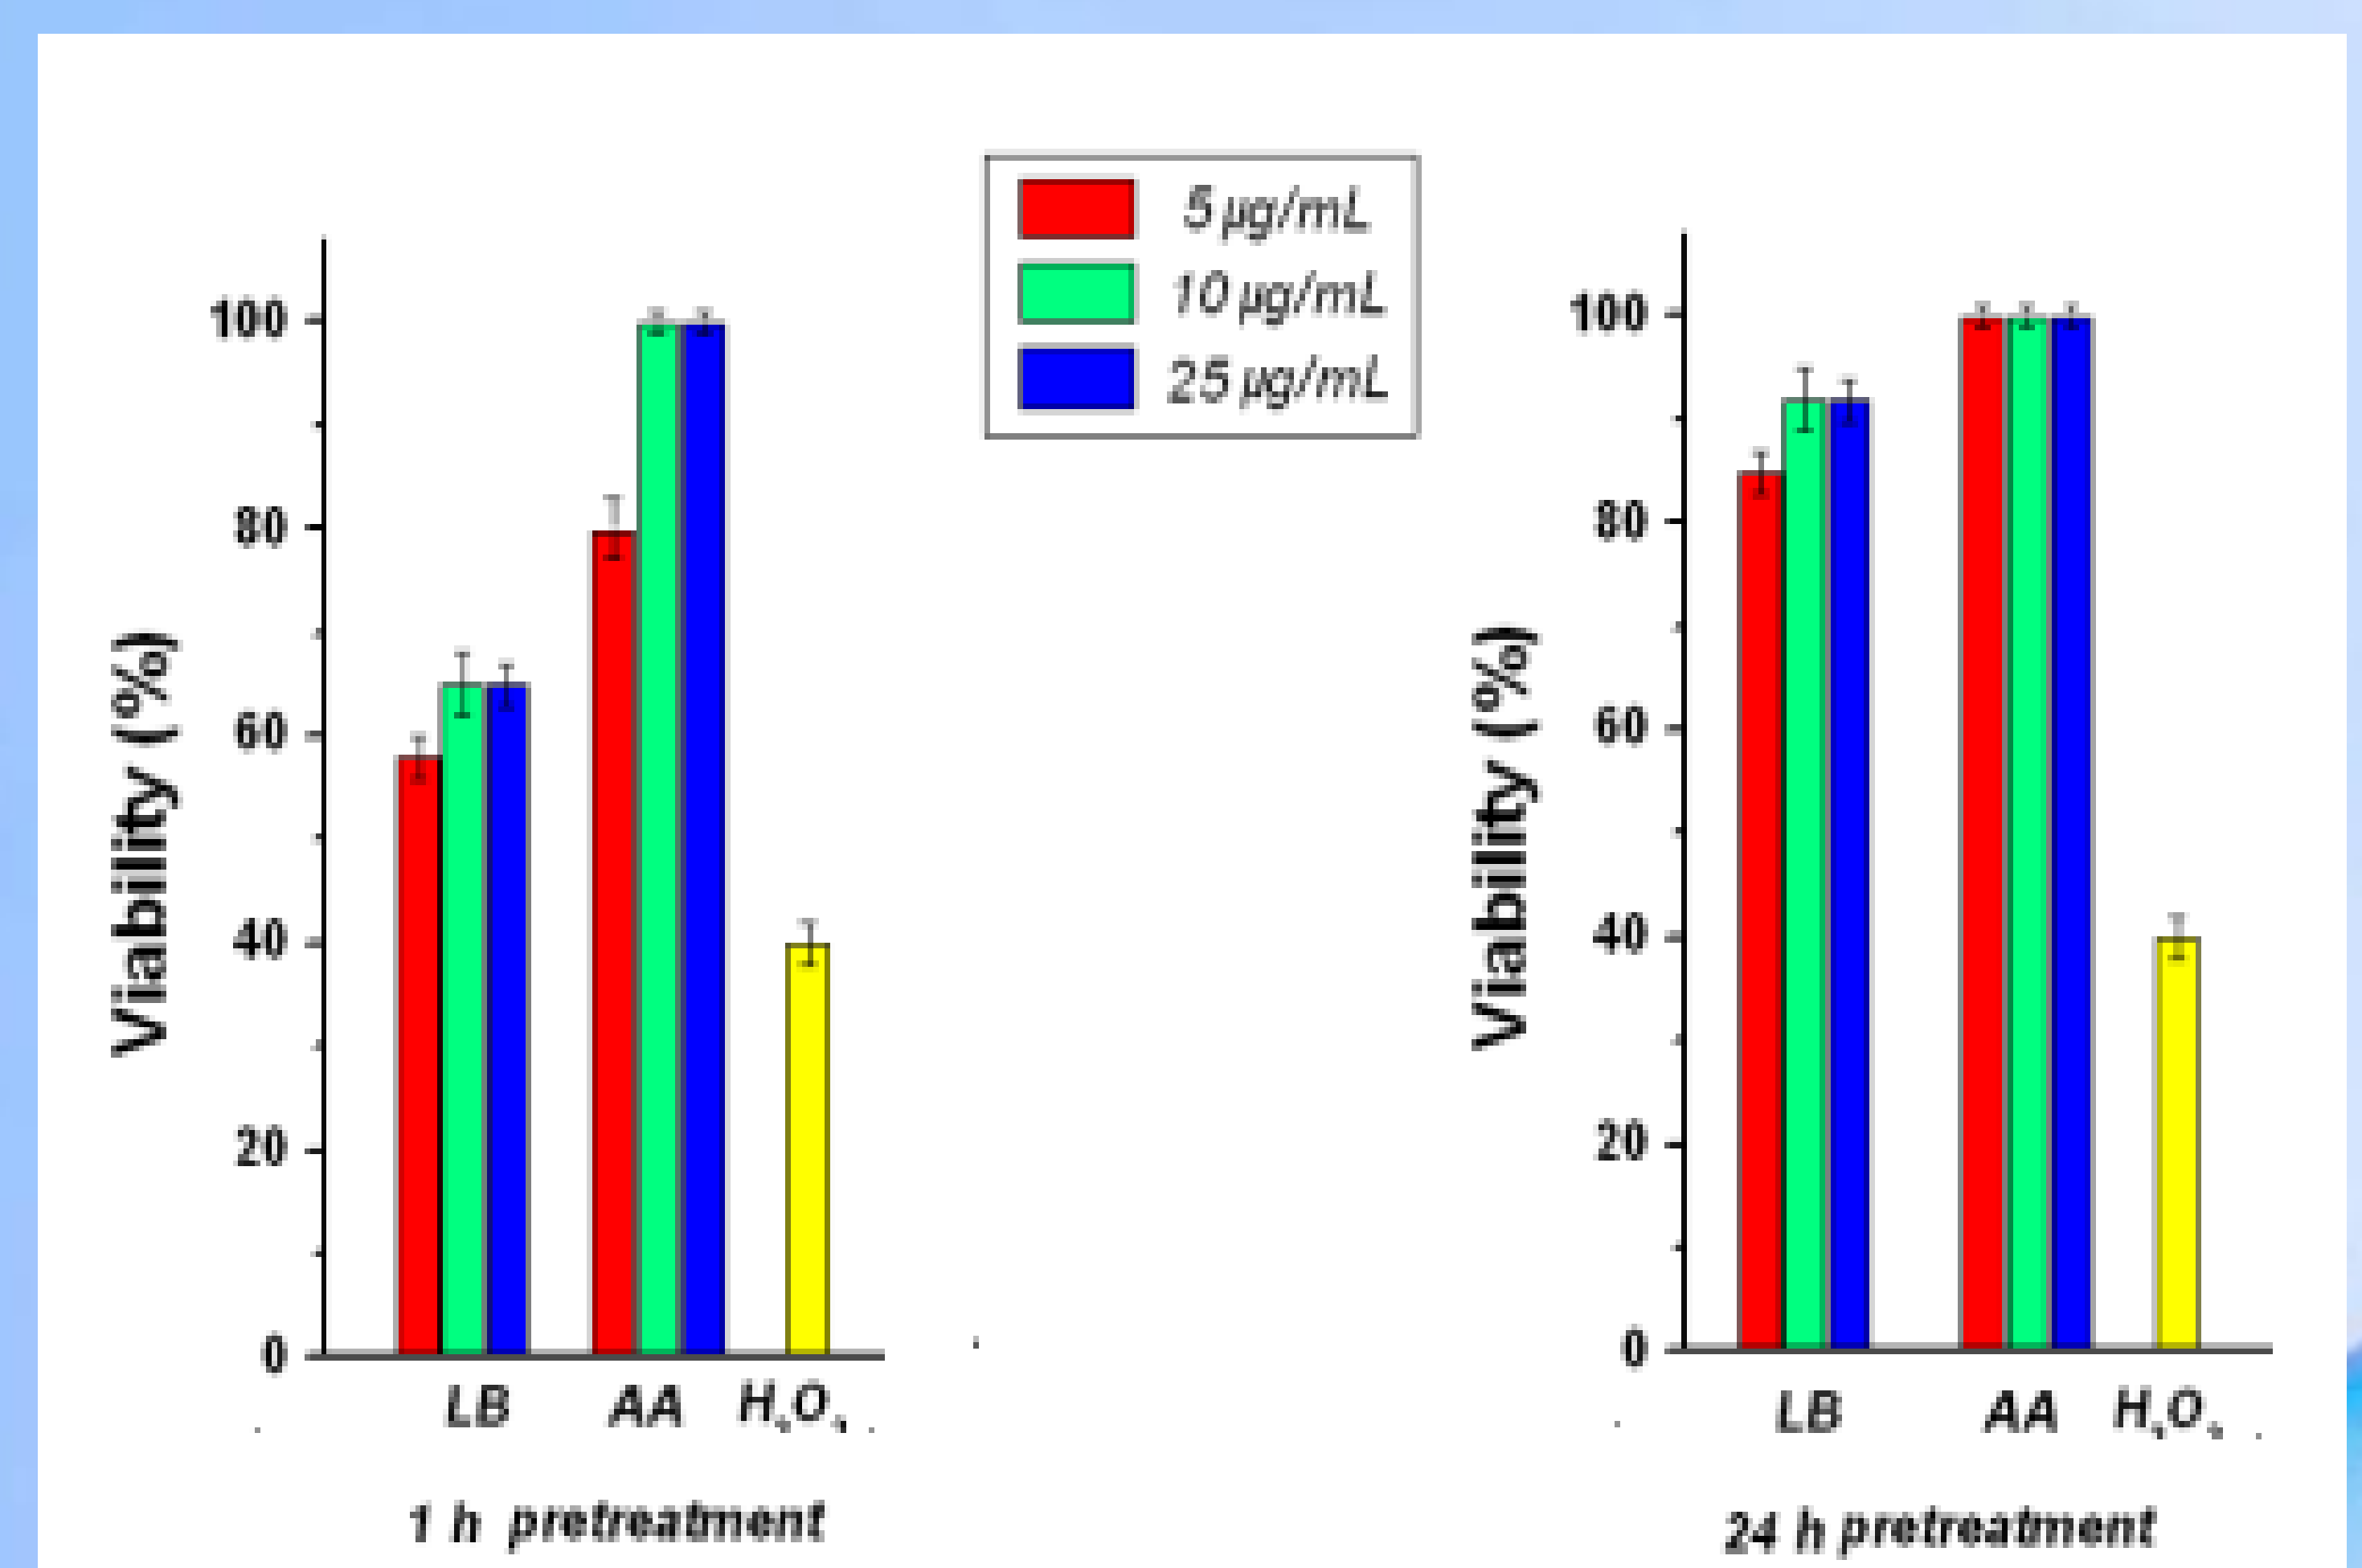 5 µg/mL
10 µg/mL
25 µg/mL
Viability (%)
100
80
60
40
20
0
LB AA H₂O₂
1 h pretreatment
Viability (%)
100
80
60
40
20
0
LB AA H₂O₂
24 h pretreatment